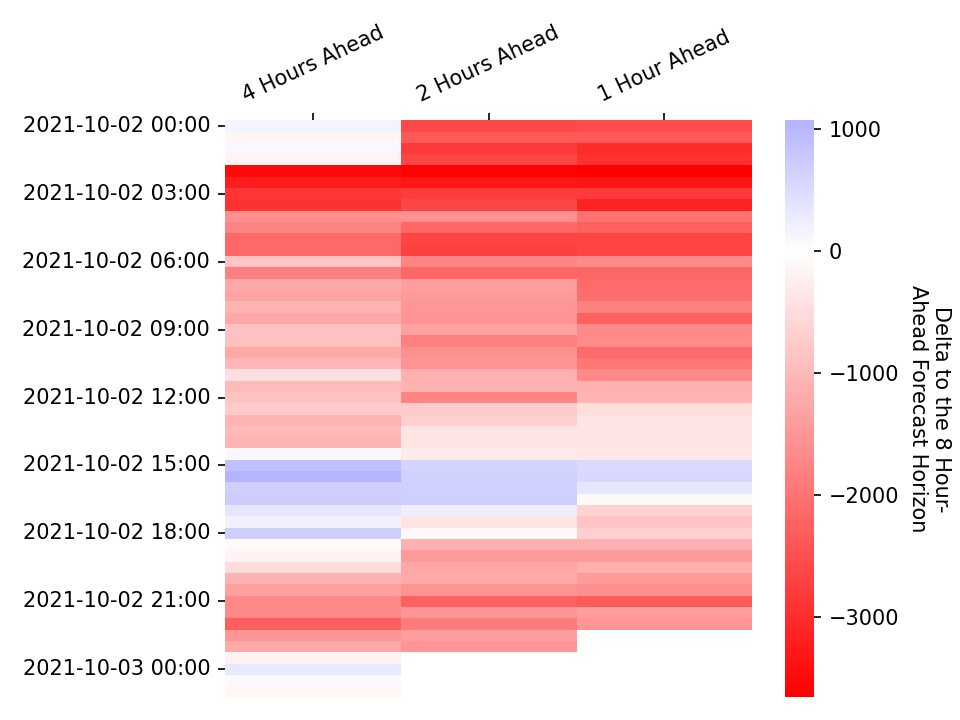 4 Hours Ahead
2 Hours Ahead
1 Hour Ahead
2021-10-02 00:00
2021-10-02 03:00
2021-10-02 06:00
2021-10-02 09:00
2021-10-02 12:00
2021-10-02 15:00
2021-10-02 18:00
2021-10-02 21:00
2021-10-03 00:00
1000
0
−1000
−2000
−3000
Delta to the 8 Hour-
Ahead Forecast Horizon